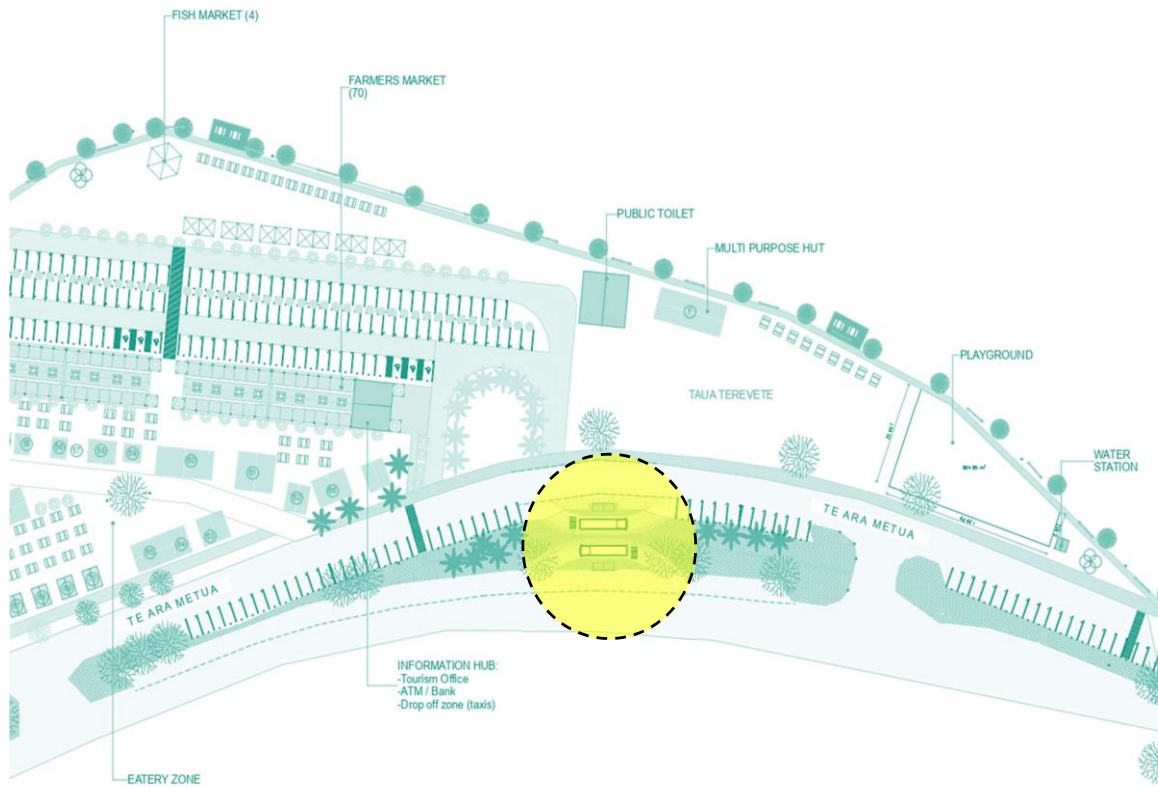 FISH MARKET (4)
FARMERS MARKET
(70)
PUBLIC TOILET
MULTI PURPOSE HUT
PLAYGROUND
TAUA TEREVETE
WATER
STATION
TE ARA METUA
TE ARA METUA
INFORMATION HUB:
-Tourism Office
-ATM / Bank
-Drop off zone (taxis)
EATERY ZONE